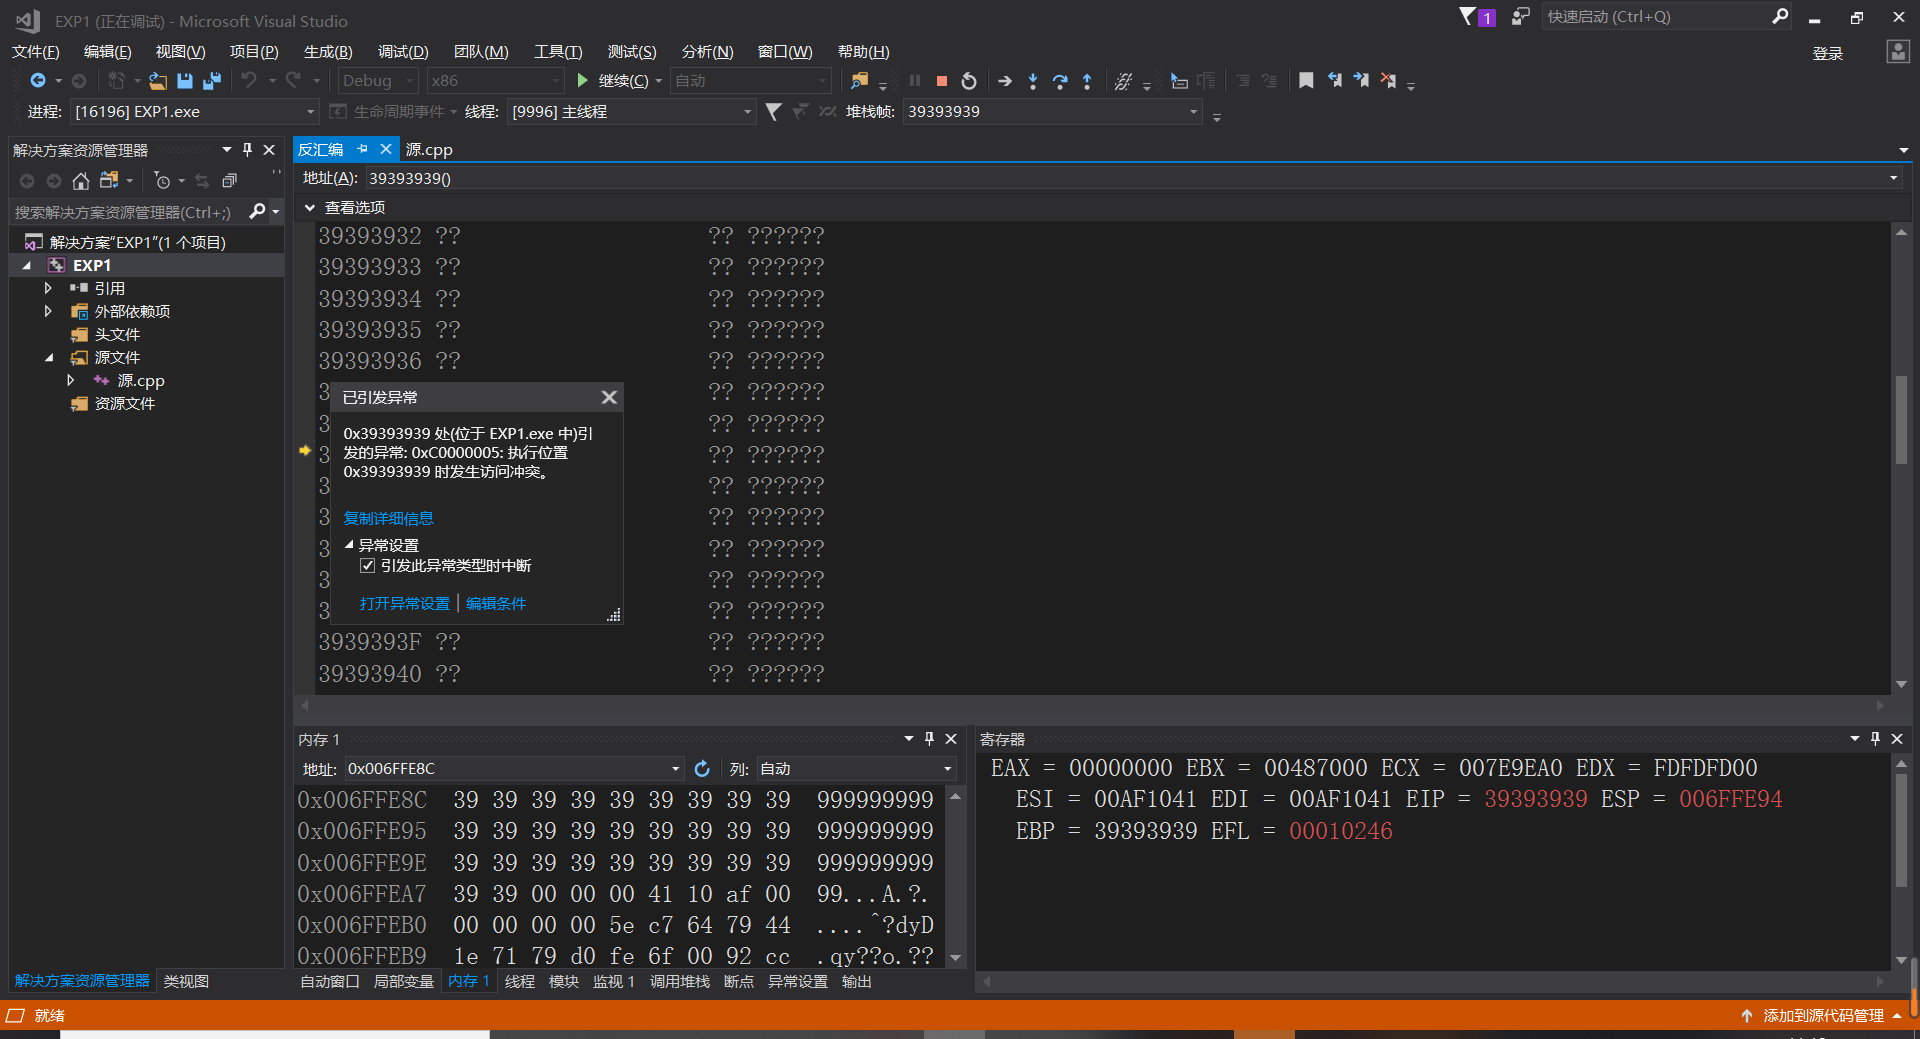 EXP1 (正在调试) - Microsoft Visual Studio
1
快速启动 (Ctrl+Q)
文件(F) 编辑(E) 视图(V) 项目(P) 生成(B) 调试(D) 团队(M) 工具(T) 测试(S) 分析(N) 窗口(W) 帮助(H)
登录
Debug x86 继续(C) 自动
进程: [16196] EXP1.exe 生命周期事件 线程: [9996] 主线程 堆栈帧: 39393939
解决方案资源管理器
搜索解决方案资源管理器(Ctrl+;)
解决方案"EXP1"(1 个项目)
EXP1
引用
外部依赖项
头文件
源文件
源.cpp
资源文件
解决方案资源管理器 类视图
反汇编 源.cpp
地址(A): 39393939()
查看选项
39393932 ?? ?? ??????
39393933 ?? ?? ??????
39393934 ?? ?? ??????
39393935 ?? ?? ??????
39393936 ?? ?? ??????
3 ?? ??????
3 ?? ??????
3 ?? ??????
3 ?? ??????
3 ?? ??????
3 ?? ??????
3 ?? ??????
3 ?? ??????
3939393F ?? ?? ??????
39393940 ?? ?? ??????
已引发异常
0x39393939 处(位于 EXP1.exe 中)引
发的异常: 0xC0000005: 执行位置
0x39393939 时发生访问冲突。
复制详细信息
异常设置
引发此异常类型时中断
打开异常设置 | 编辑条件
内存 1
地址: 0x006FFE8C 列: 自动
0x006FFE8C 39 39 39 39 39 39 39 39 39 999999999
0x006FFE95 39 39 39 39 39 39 39 39 39 999999999
0x006FFE9E 39 39 39 39 39 39 39 39 39 999999999
0x006FFEA7 39 39 00 00 00 41 10 af 00 99...A.?.
0x006FFEB0 00 00 00 00 5e c7 64 79 44 ....^?dyD
0x006FFEB9 1e 71 79 d0 fe 6f 00 92 cc .qy??o.??
自动窗口 局部变量 内存 1 线程 模块 监视 1 调用堆栈 断点 异常设置 输出
寄存器
EAX = 00000000 EBX = 00487000 ECX = 007E9EA0 EDX = FDFDFD00
ESI = 00AF1041 EDI = 00AF1041 EIP = 39393939 ESP = 006FFE94
EBP = 39393939 EFL = 00010246
就绪
添加到源代码管理